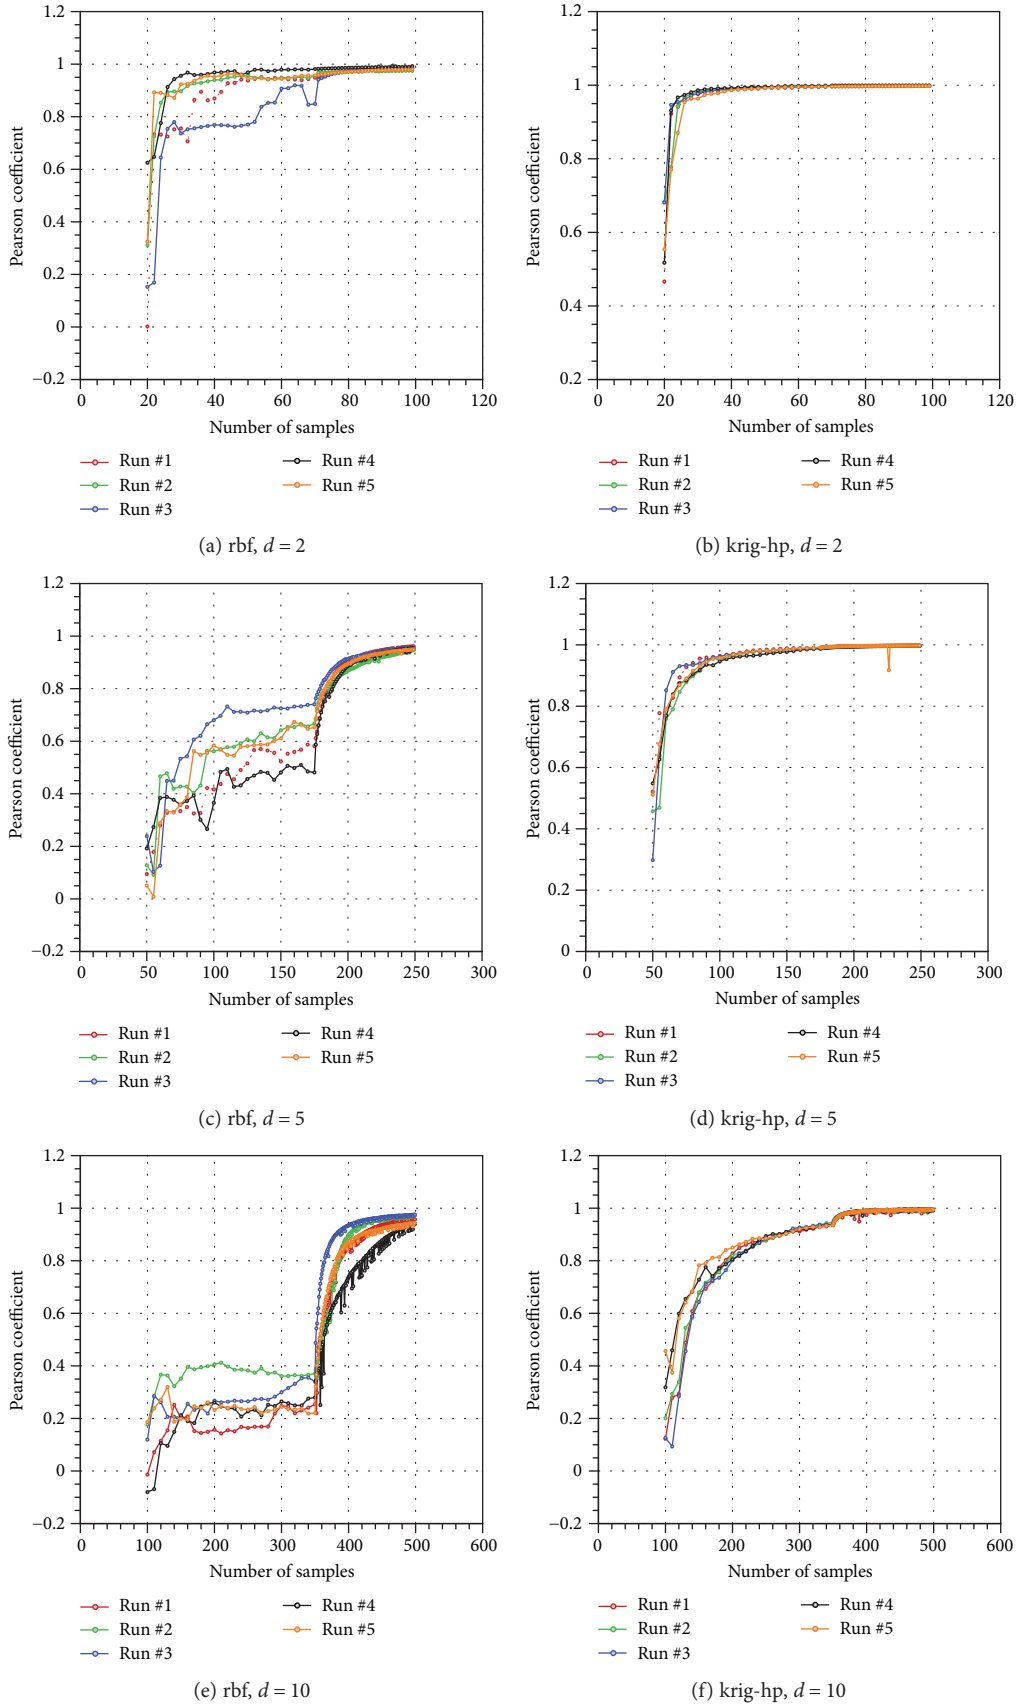 1.2
1
0.8
0.6
0.4
0.2
0
−0.2
Pearson coefficient
0 20 40 60 80 100 120
Number of samples
Run #1
Run #2
Run #3
Run #4
Run #5
(a) rbf, d = 2
1.2
1
0.8
0.6
0.4
0.2
Pearson coefficient
0 20 40 60 80 100 120
Number of samples
Run #1
Run #2
Run #3
Run #4
Run #5
(b) krig-hp, d = 2
1.2
1
0.8
0.6
0.4
0.2
0
−0.2
Pearson coefficient
0 50 100 150 200 250 300
Number of samples
Run #1
Run #2
Run #3
Run #4
Run #5
(c) rbf, d = 5
1.2
1
0.8
0.6
0.4
0.2
0
Pearson coefficient
0 50 100 150 200 250 300
Number of samples
Run #1
Run #2
Run #3
Run #4
Run #5
(d) krig-hp, d = 5
1.2
1
0.8
0.6
0.4
0.2
0
−0.2
Pearson coefficient
0 100 200 300 400 500 600
Number of samples
Run #1
Run #2
Run #3
Run #4
Run #5
(e) rbf, d = 10
1.2
1
0.8
0.6
0.4
0.2
0
−0.2
Pearson coefficient
0 100 200 300 400 500 600
Number of samples
Run #1
Run #2
Run #3
Run #4
Run #5
(f) krig-hp, d = 10